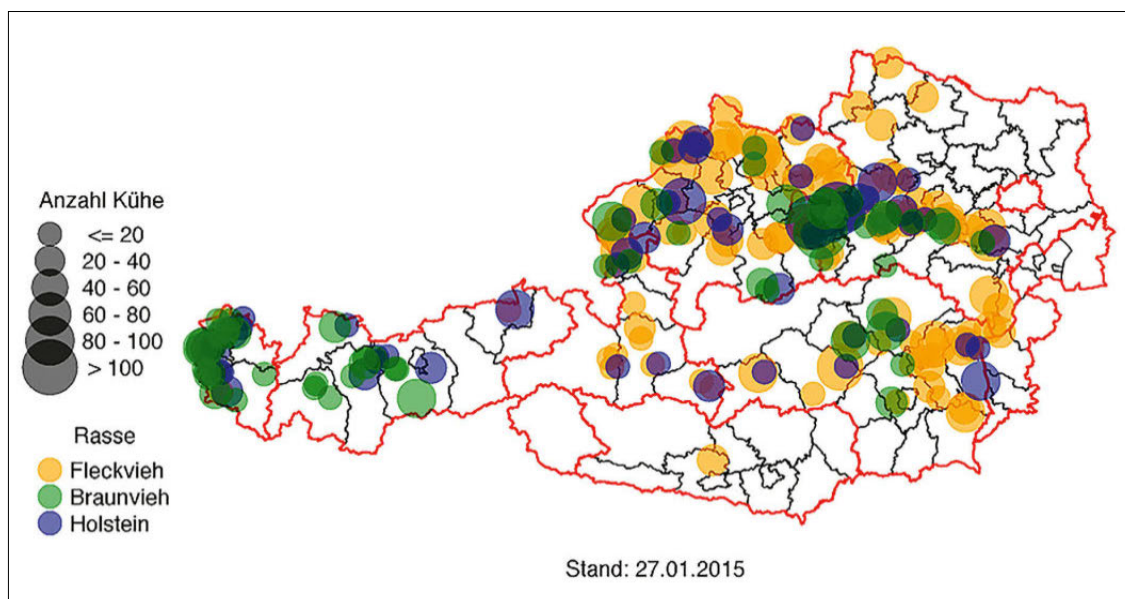 Anzahl Kühe
<= 20
20 - 40
40 - 60
60 - 80
80 - 100
> 100
Rasse
Fleckvieh
Braunvieh
Holstein
Stand: 27.01.2015